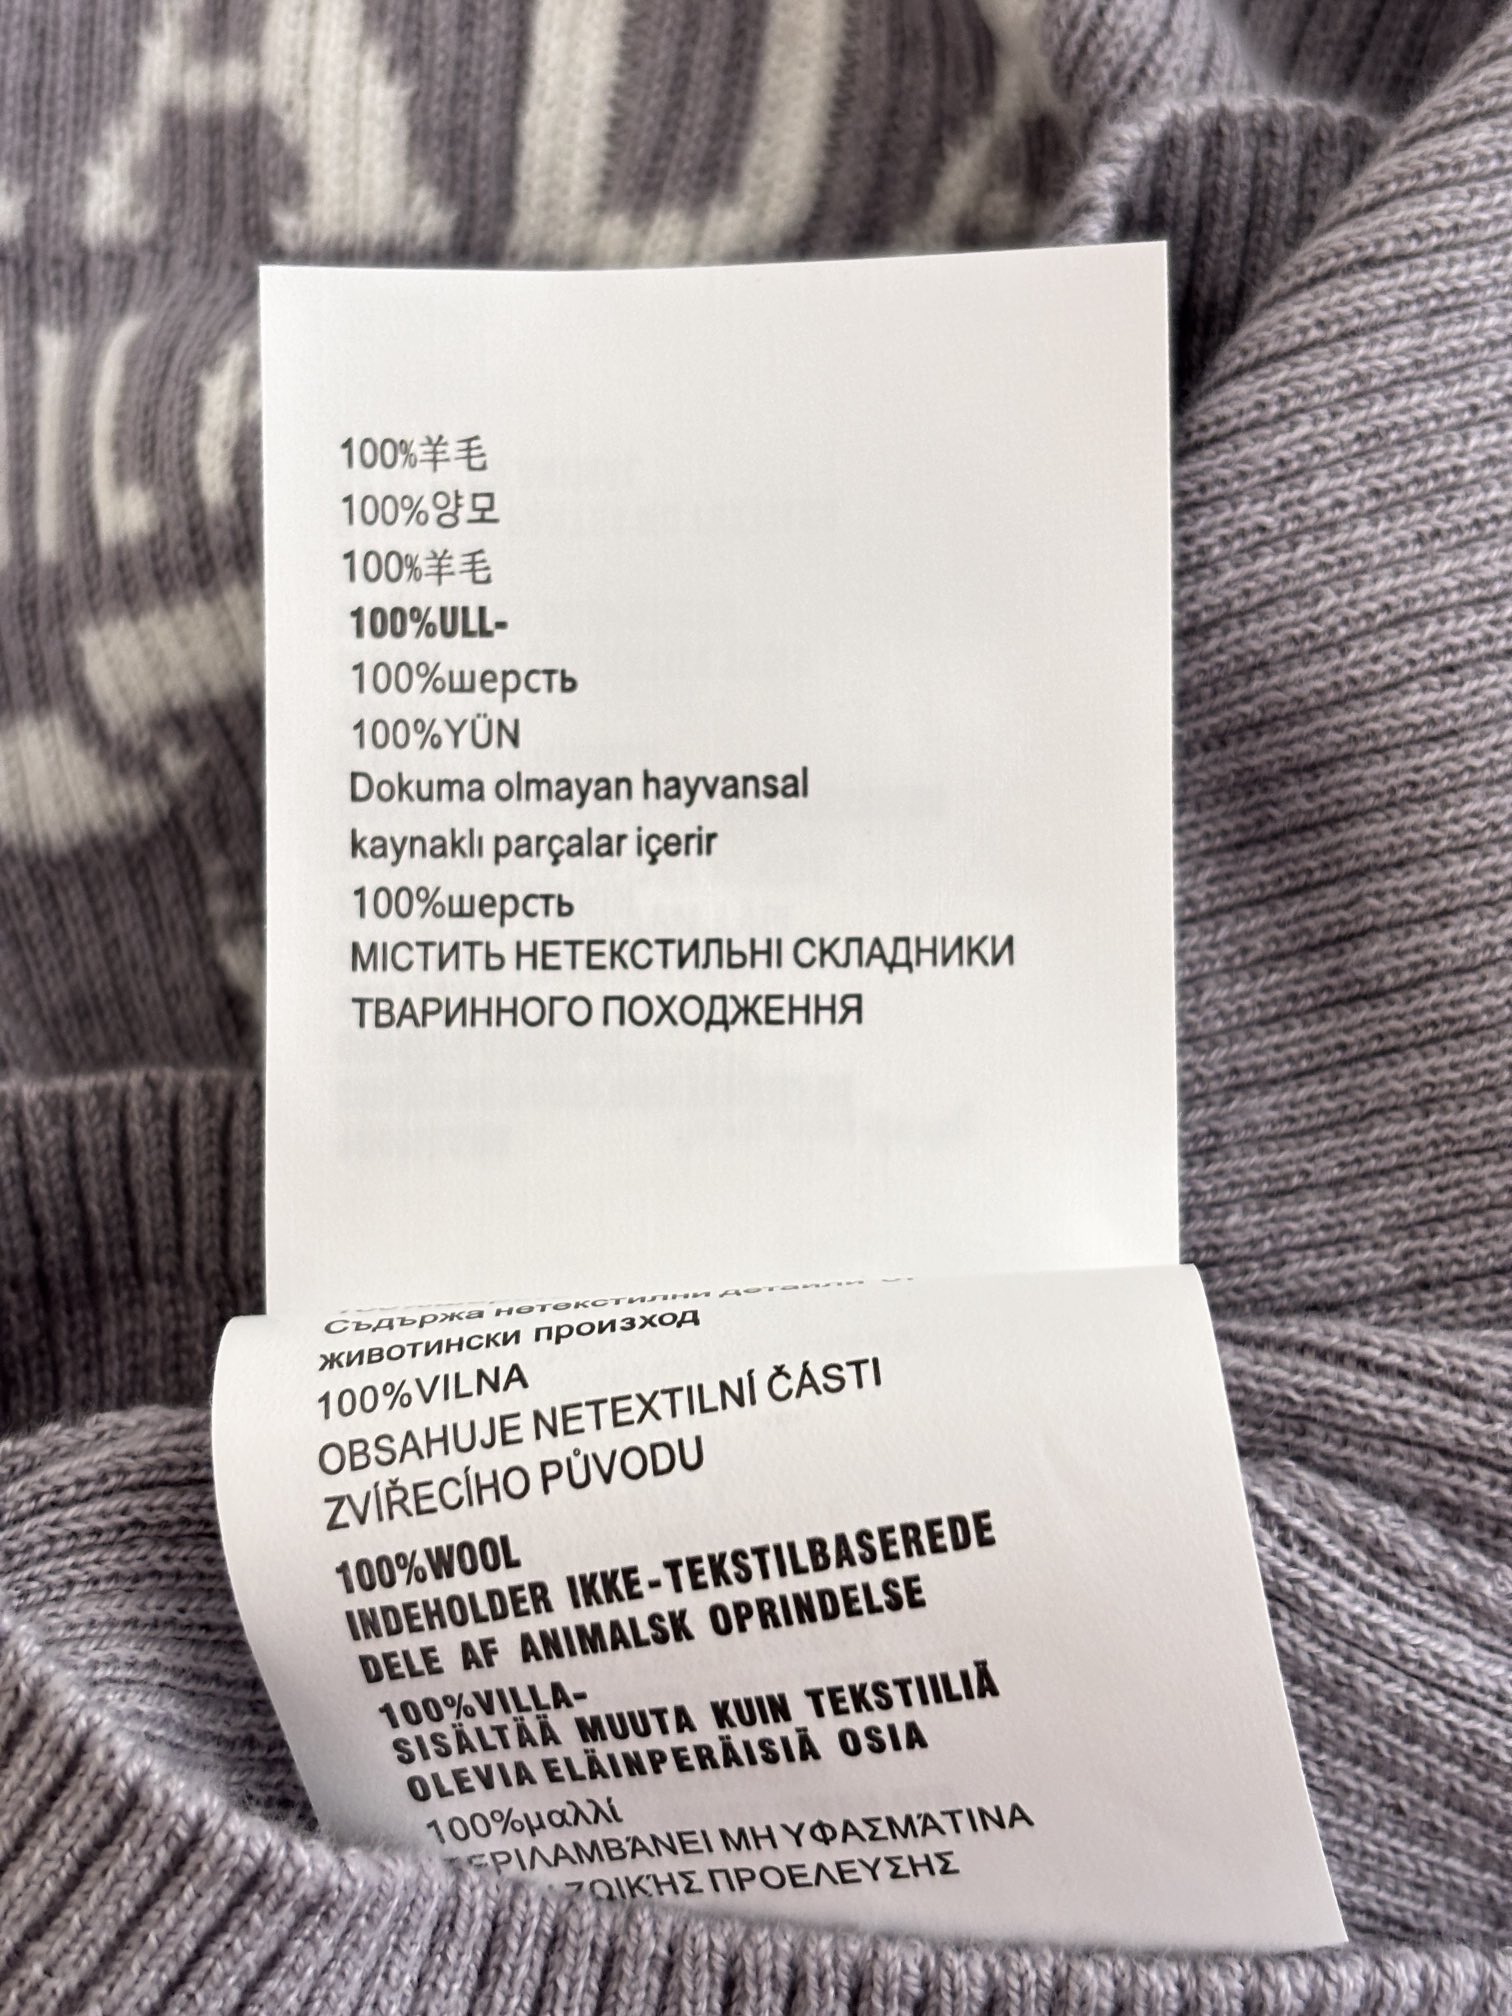 100%羊毛
100%양모
100%羊毛
100%ULL-
100%шерсть
100%YÜN
Dokuma olmayan hayvansal
kaynaklı parçalar içerir
100%шерсть
МІСТИТЬ НЕТЕКСТИЛЬНІ СКЛАДНИКИ
ТВАРИННОГО ПОХОДЖЕННЯ
Съдържа нетекстилни детайли
животински произход
100%VILNA
OBSAHUJE NETEXTILNÍ ČÁSTI
ZVÍŘECÍHO PŮVODU
100%WOOL
INDEHOLDER IKKE-TEKSTILBASEREDE
DELE AF ANIMALSK OPRINDELSE
100%VILLA-
SISÄLTÄÄ MUUTA KUIN TEKSTIILIÄ
OLEVIA ELÄINPERÄISIÄ OSIA
100%μαλλί
ΠΕΡΙΛΑΜΒΆΝΕΙ ΜΗ ΥΦΑΣΜΆΤΙΝΑ
ΖΩΙΚΉΣ ΠΡΟΕΛΕΥΣΗΣ